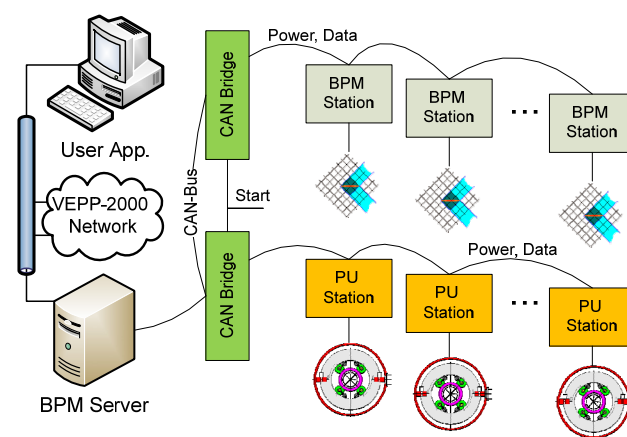 User App.
VEPP-2000
Network
BPM Server
CAN-Bus
CAN Bridge
Start
CAN Bridge
Power, Data
BPM
Station
BPM
Station
...
BPM
Station
Power, Data
PU
Station
PU
Station
...
PU
Station